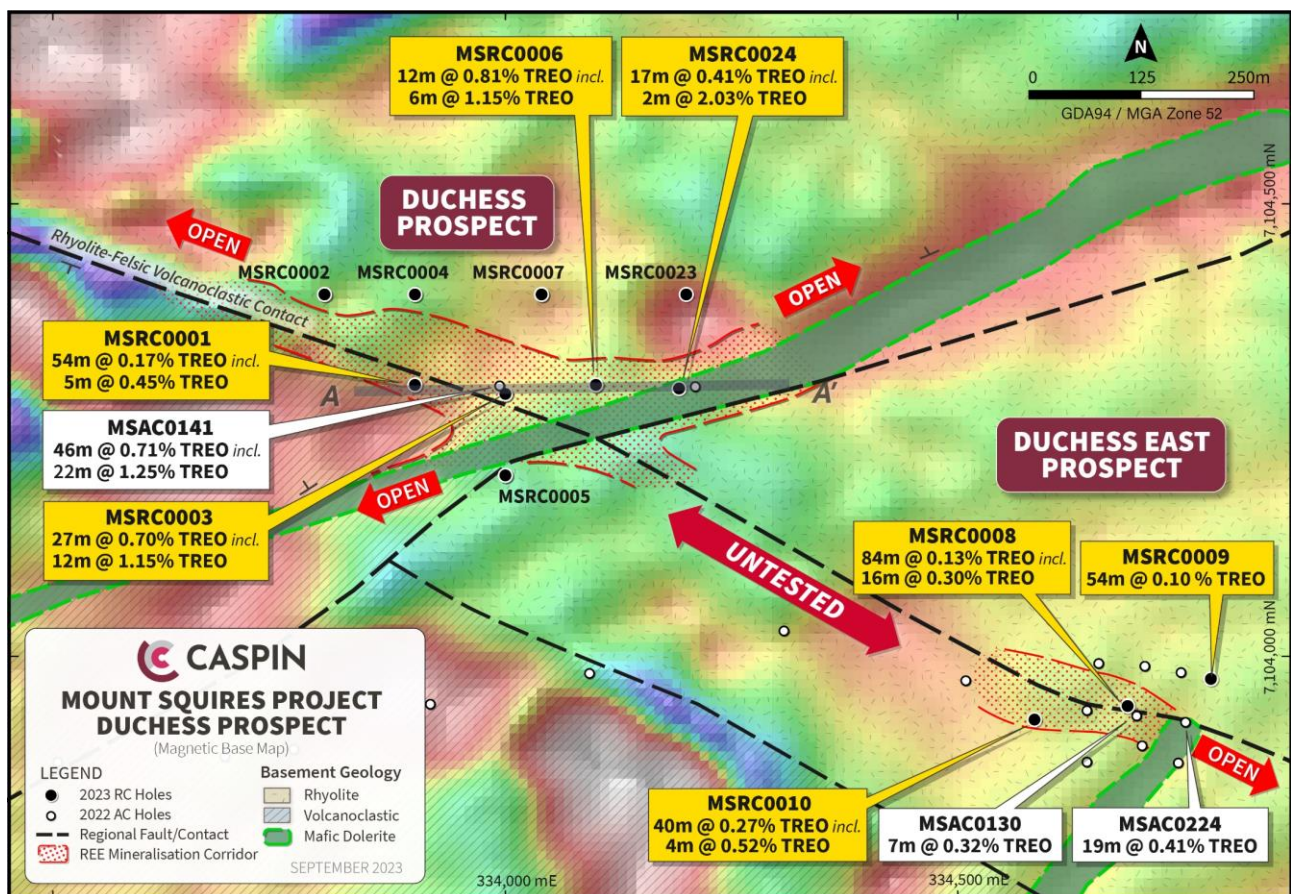 MSRC0006
12m @ 0.81% TREO incl.
6m @ 1.15% TREO
MSRC0024
17m @ 0.41% TREO incl.
2m @ 2.03% TREO
N
0 125 250m
GDA94 / MGA Zone 52
DUCHESS
PROSPECT
7,104,500 mN
OPEN
Rhyolite-Felsic Volcanoclastic Contact
MSRC0002
MSRC0004
MSRC0007
MSRC0023
OPEN
MSRC0001
54m @ 0.17% TREO incl.
5m @ 0.45% TREO
A
A'
MSAC0141
46m @ 0.71% TREO incl.
22m @ 1.25% TREO
DUCHESS EAST
PROSPECT
MSRC0005
OPEN
MSRC0003
27m @ 0.70% TREO incl.
12m @ 1.15% TREO
UNTESTED
MSRC0008
84m @ 0.13% TREO incl.
16m @ 0.30% TREO
MSRC0009
54m @ 0.10 % TREO
7,104,000 mN
OPEN
MSRC0010
40m @ 0.27% TREO incl.
4m @ 0.52% TREO
MSAC0130
7m @ 0.32% TREO
MSAC0224
19m @ 0.41% TREO
334,000 mE
334,500 mE
CASPIN
MOUNT SQUIRES PROJECT
DUCHESS PROSPECT
(Magnetic Base Map)
LEGEND
2023 RC Holes
2022 AC Holes
Regional Fault/Contact
REE Mineralisation Corridor
Basement Geology
Rhyolite
Volcanoclastic
Mafic Dolerite
SEPTEMBER 2023